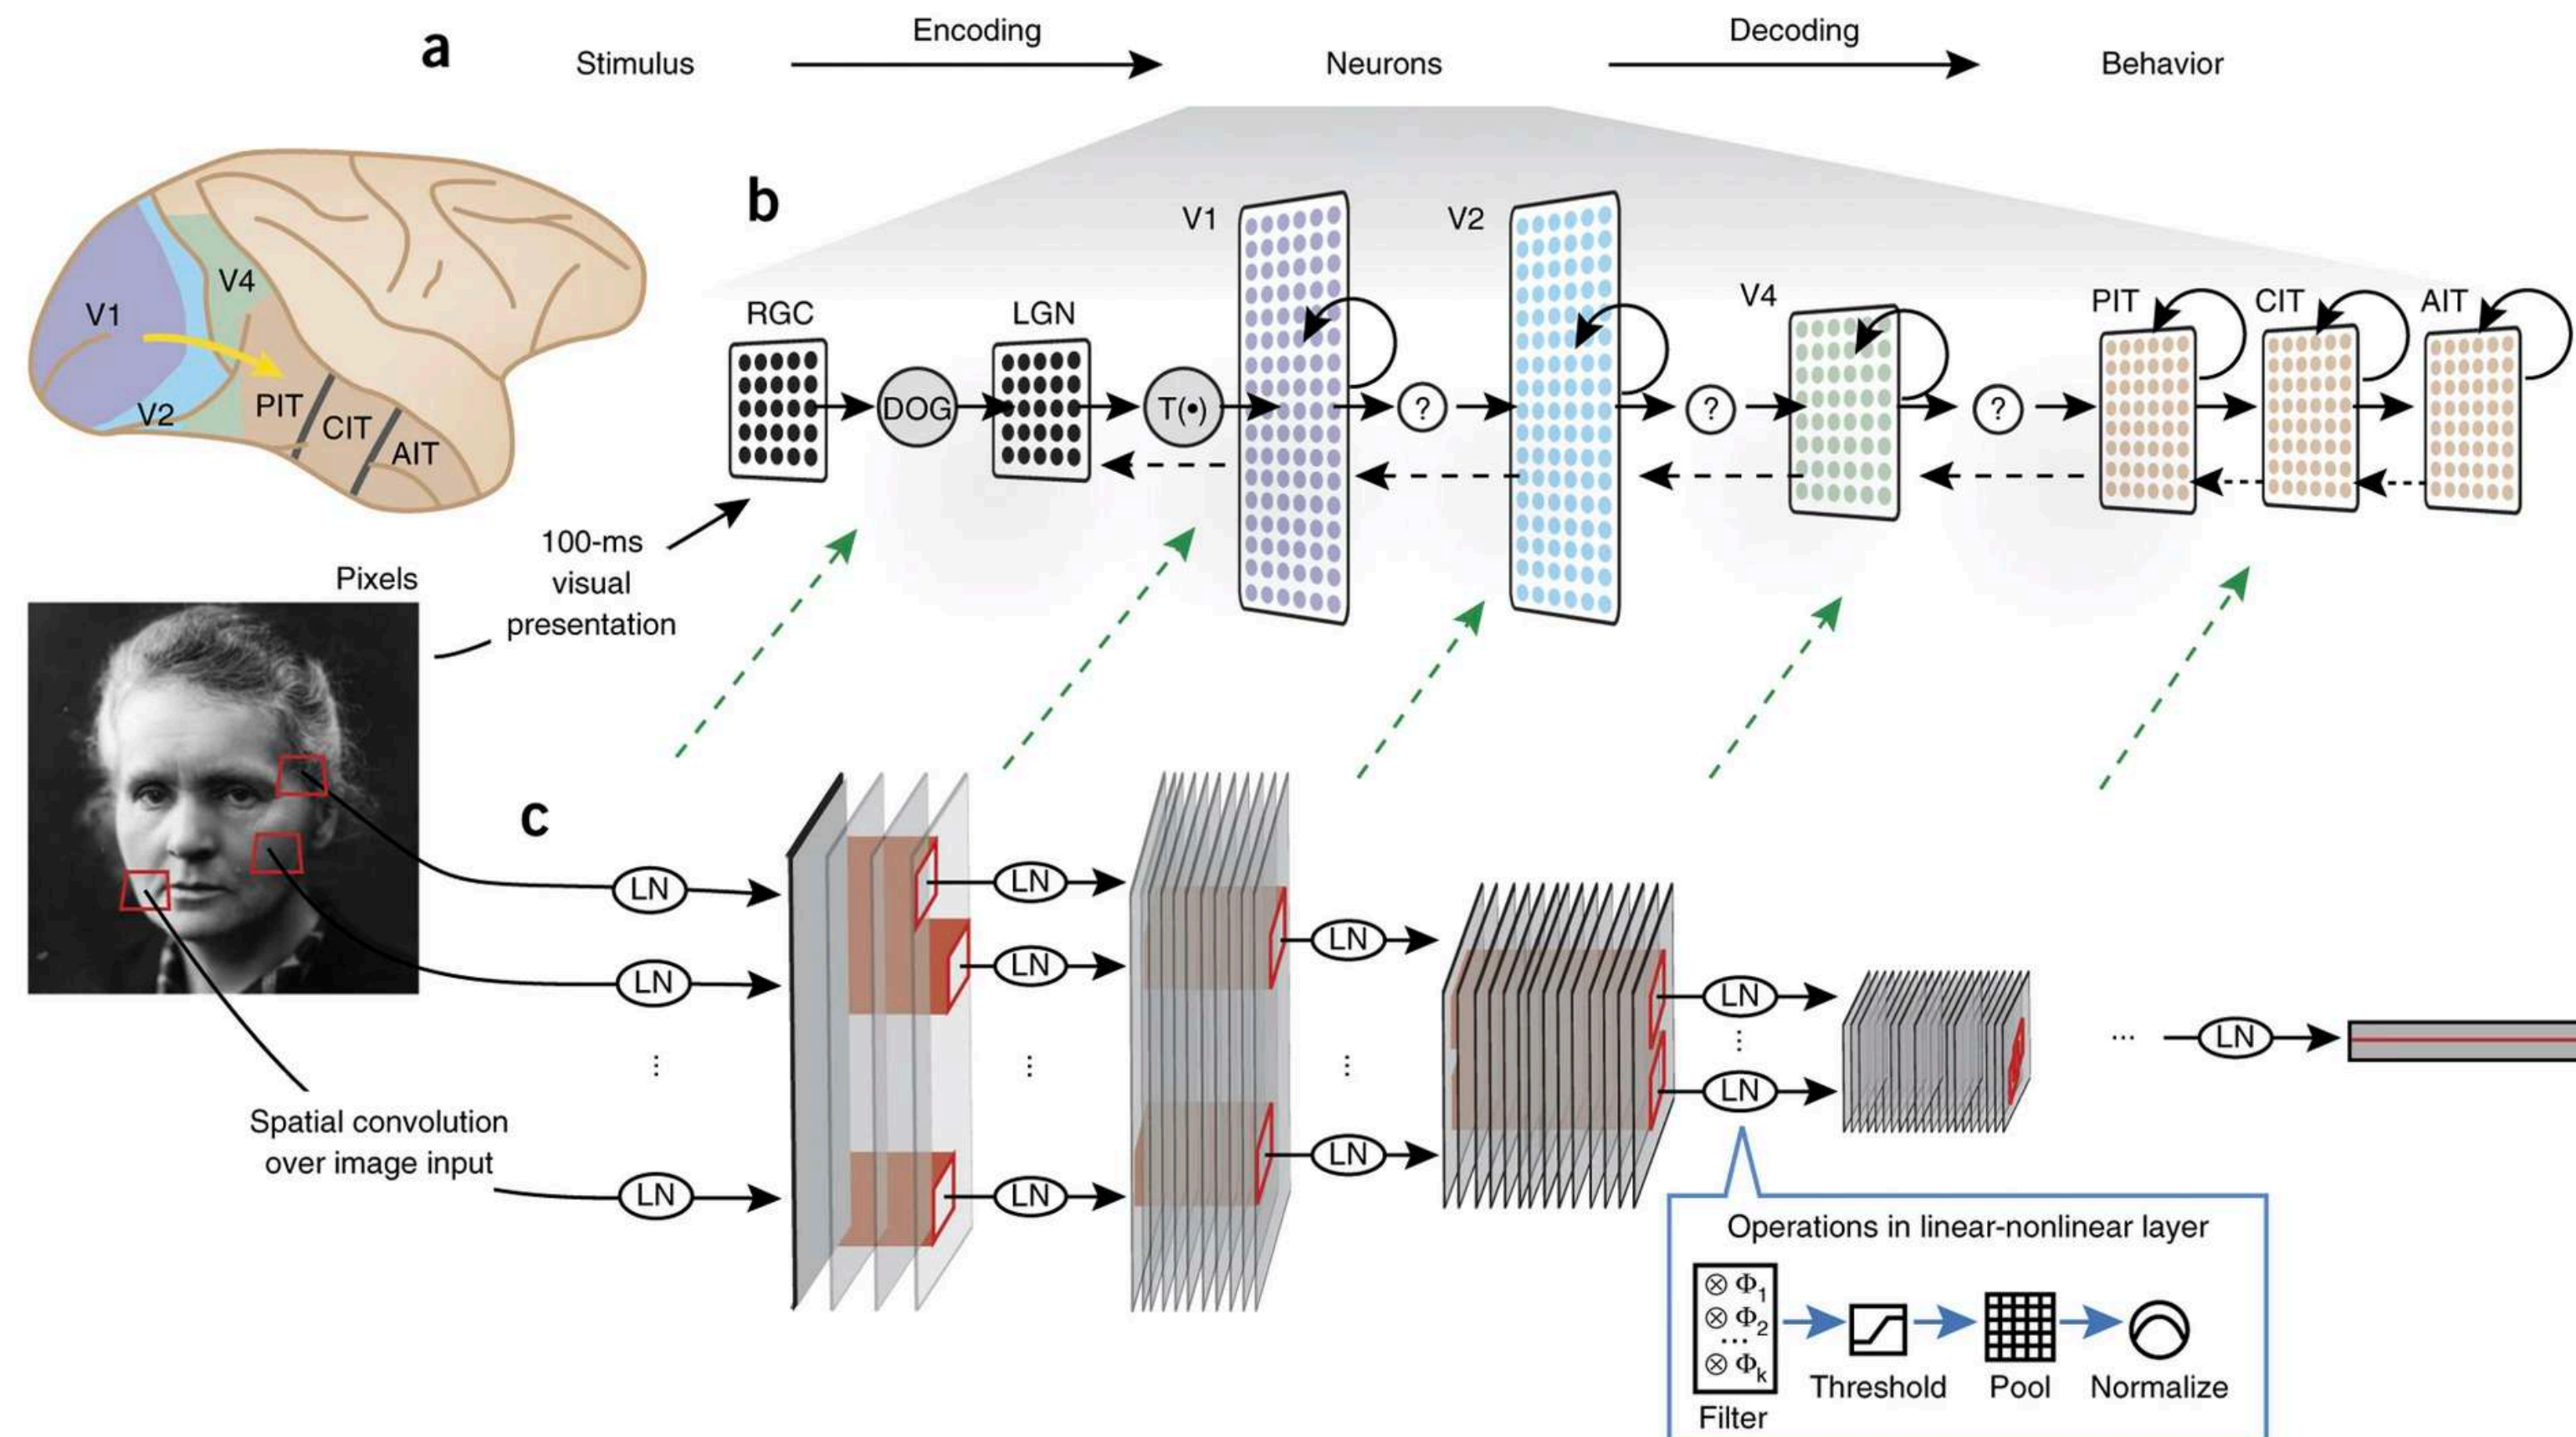 a
Stimulus
Encoding
Neurons
Decoding
Behavior
V1
V2
V4
PIT
CIT
AIT
b
RGC
DOG
LGN
T(•)
V1
?
V2
?
V4
?
PIT
CIT
AIT
100-ms
visual
presentation
Pixels
c
LN
LN
⋮
LN
Spatial convolution
over image input
LN
LN
⋮
LN
LN
⋮
LN
LN
⋮
LN
... LN
Operations in linear-nonlinear layer
⊗ Φ1
⊗ Φ2
...
⊗ Φk
Filter
Threshold
Pool
Normalize